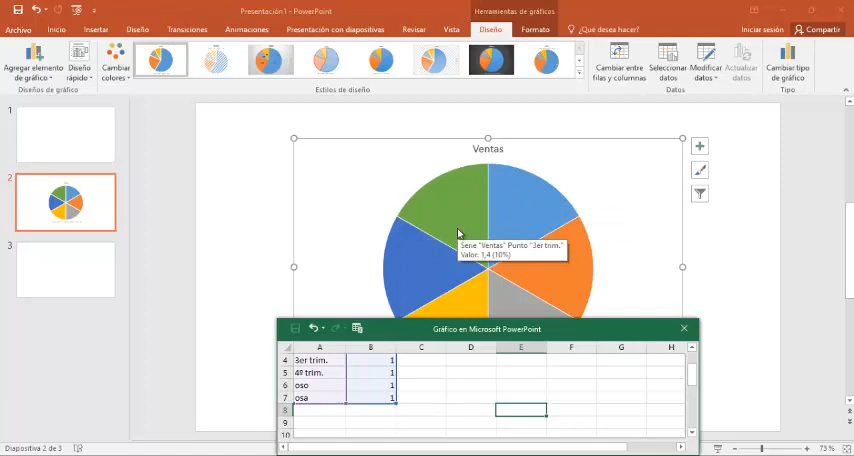 Presentación1 - PowerPoint
Herramientas de gráficos
Archivo Inicio Insertar Diseño Transiciones Animaciones Presentación con diapositivas Revisar Vista Diseño Formato ¿Qué desea hacer? Iniciar sesión Compartir
Agregar elemento de gráfico
Diseño rápido
Cambiar colores
Cambiar entre filas y columnas
Seleccionar datos
Modificar datos
Actualizar datos
Cambiar tipo de gráfico
Diseños de gráfico Estilos de diseño Datos Tipo
1
2
3
Ventas
Serie "Ventas" Punto "3er trim."
Valor: 1,4 (10%)
Gráfico en Microsoft PowerPoint
A B C D E F G H
4 3er trim. 1
5 4º trim. 1
6 oso 1
7 osa 1
8
9
10
Diapositiva 2 de 3
73 %